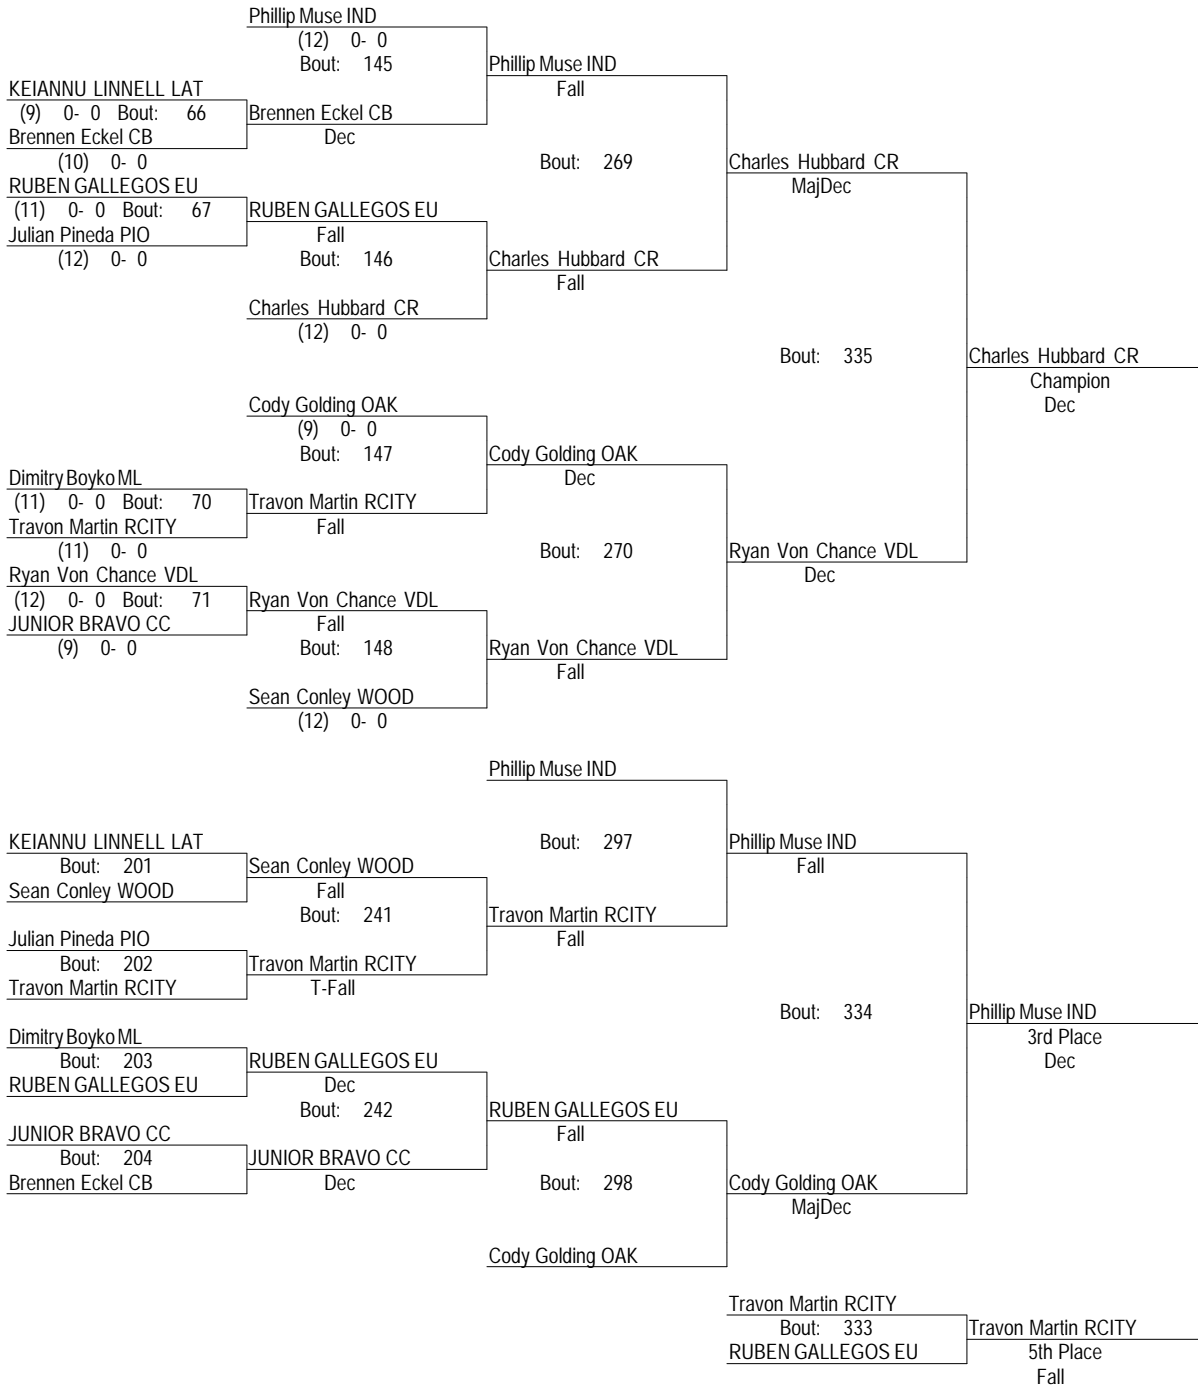 Phillip Muse IND
(12) 0- 0
Bout: 145
Phillip Muse IND
Fall
KEIANNU LINNELL LAT
(9) 0- 0 Bout: 66
Brennen Eckel CB
Dec
Brennen Eckel CB
(10) 0- 0
Bout: 269
Charles Hubbard CR
MajDec
RUBEN GALLEGOS EU
(11) 0- 0 Bout: 67
RUBEN GALLEGOS EU
Fall
Julian Pineda PIO
(12) 0- 0
Bout: 146
Charles Hubbard CR
Fall
Charles Hubbard CR
(12) 0- 0
Bout: 335
Charles Hubbard CR
Champion
Dec
Cody Golding OAK
(9) 0- 0
Bout: 147
Cody Golding OAK
Dec
Dimitry Boyko ML
(11) 0- 0 Bout: 70
Travon Martin RCITY
Fall
Travon Martin RCITY
(11) 0- 0
Bout: 270
Ryan Von Chance VDL
Dec
Ryan Von Chance VDL
(12) 0- 0 Bout: 71
Ryan Von Chance VDL
Fall
JUNIOR BRAVO CC
(9) 0- 0
Bout: 148
Ryan Von Chance VDL
Fall
Sean Conley WOOD
(12) 0- 0
Phillip Muse IND
Bout: 297
Phillip Muse IND
Fall
KEIANNU LINNELL LAT
Bout: 201
Sean Conley WOOD
Sean Conley WOOD
Fall
Bout: 241
Travon Martin RCITY
Fall
Julian Pineda PIO
Bout: 202
Travon Martin RCITY
Travon Martin RCITY
T-Fall
Bout: 334
Phillip Muse IND
3rd Place
Dec
Dimitry Boyko ML
Bout: 203
RUBEN GALLEGOS EU
RUBEN GALLEGOS EU
Dec
Bout: 242
RUBEN GALLEGOS EU
Fall
JUNIOR BRAVO CC
Bout: 204
Brennen Eckel CB
JUNIOR BRAVO CC
Dec
Bout: 298
Cody Golding OAK
MajDec
Cody Golding OAK
Travon Martin RCITY
Bout: 333
RUBEN GALLEGOS EU
Travon Martin RCITY
5th Place
Fall